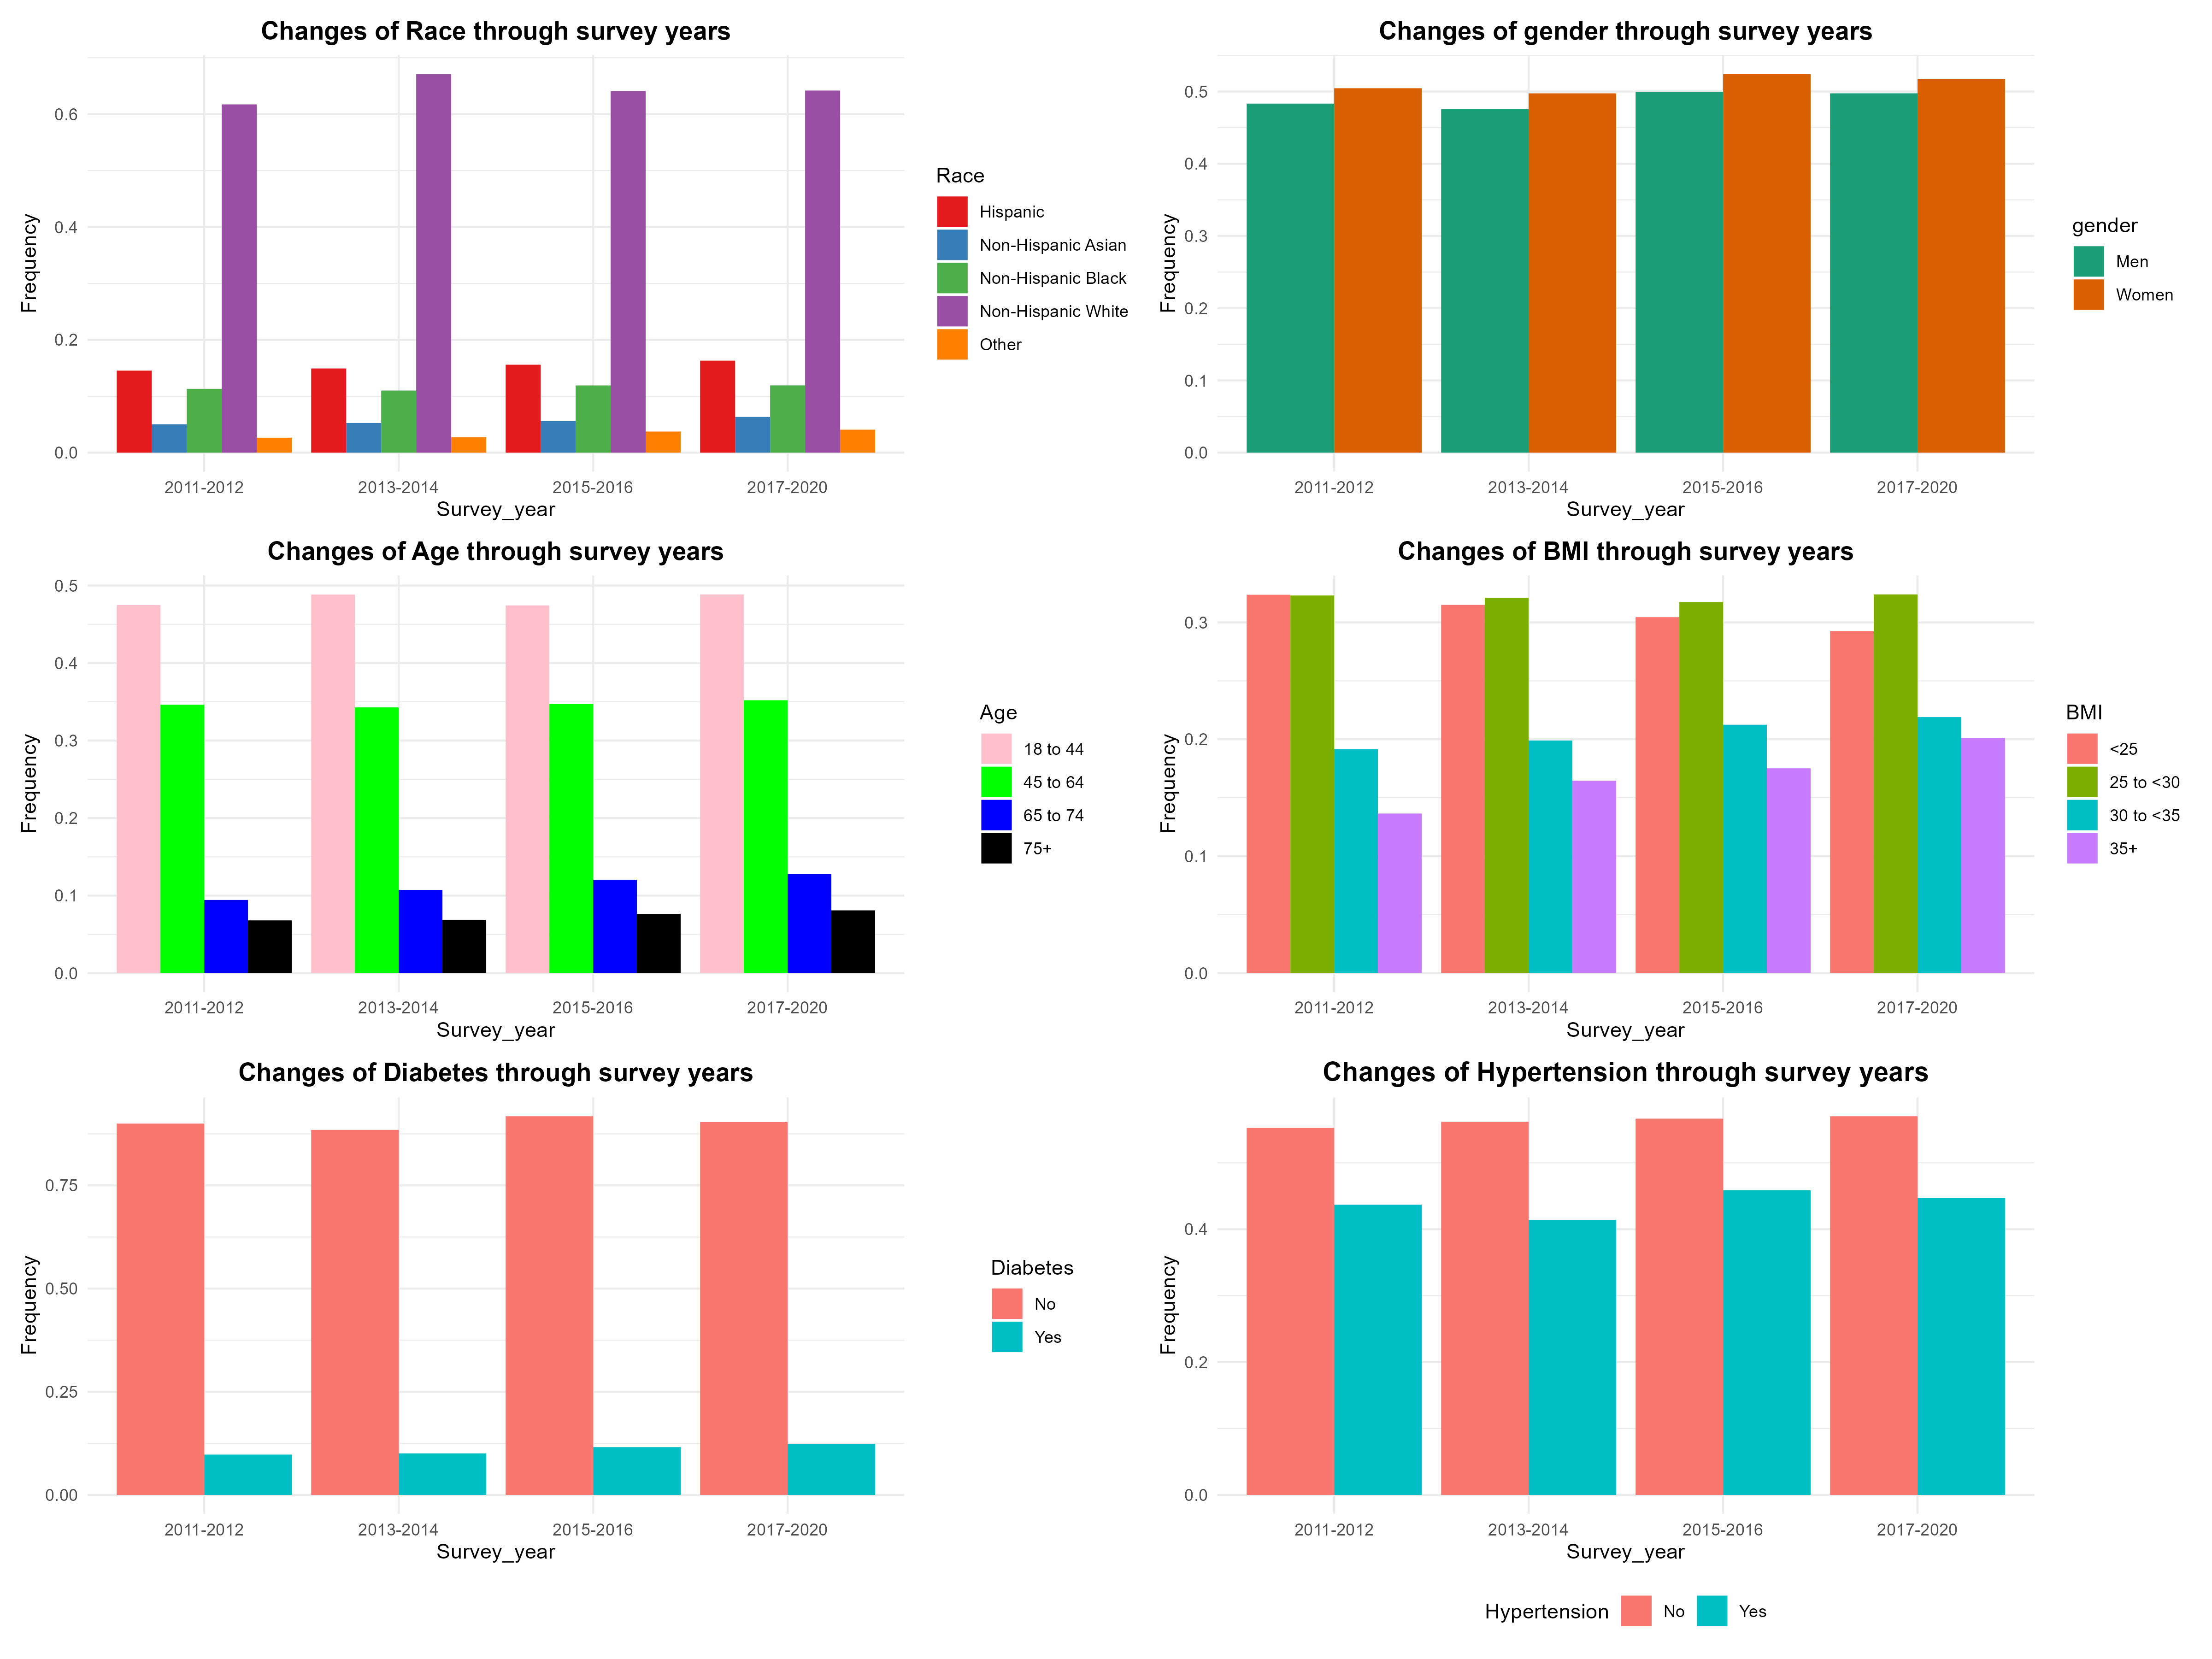 Changes of Race through survey years
Frequency
0.6
0.4
0.2
0.0
2011-2012 2013-2014 2015-2016 2017-2020
Survey_year
Race
Hispanic
Non-Hispanic Asian
Non-Hispanic Black
Non-Hispanic White
Other
Changes of gender through survey years
Frequency
0.5
0.4
0.3
0.2
0.1
0.0
2011-2012 2013-2014 2015-2016 2017-2020
Survey_year
gender
Men
Women
Changes of Age through survey years
Frequency
0.5
0.4
0.3
0.2
0.1
0.0
2011-2012 2013-2014 2015-2016 2017-2020
Survey_year
Age
18 to 44
45 to 64
65 to 74
75+
Changes of BMI through survey years
Frequency
0.3
0.2
0.1
0.0
2011-2012 2013-2014 2015-2016 2017-2020
Survey_year
BMI
<25
25 to <30
30 to <35
35+
Changes of Diabetes through survey years
Frequency
0.75
0.50
0.25
0.00
2011-2012 2013-2014 2015-2016 2017-2020
Survey_year
Diabetes
No
Yes
Changes of Hypertension through survey years
Frequency
0.4
0.2
0.0
2011-2012 2013-2014 2015-2016 2017-2020
Survey_year
Hypertension No Yes